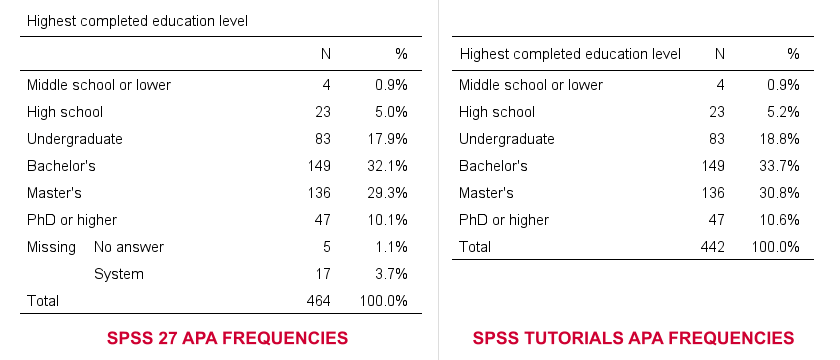 Highest completed education level
N %
Middle school or lower 4 0.9%
High school 23 5.0%
Undergraduate 83 17.9%
Bachelor's 149 32.1%
Master's 136 29.3%
PhD or higher 47 10.1%
Missing No answer 5 1.1%
System 17 3.7%
Total 464 100.0%
SPSS 27 APA FREQUENCIES
Highest completed education level N %
Middle school or lower 4 0.9%
High school 23 5.2%
Undergraduate 83 18.8%
Bachelor's 149 33.7%
Master's 136 30.8%
PhD or higher 47 10.6%
Total 442 100.0%
SPSS TUTORIALS APA FREQUENCIES